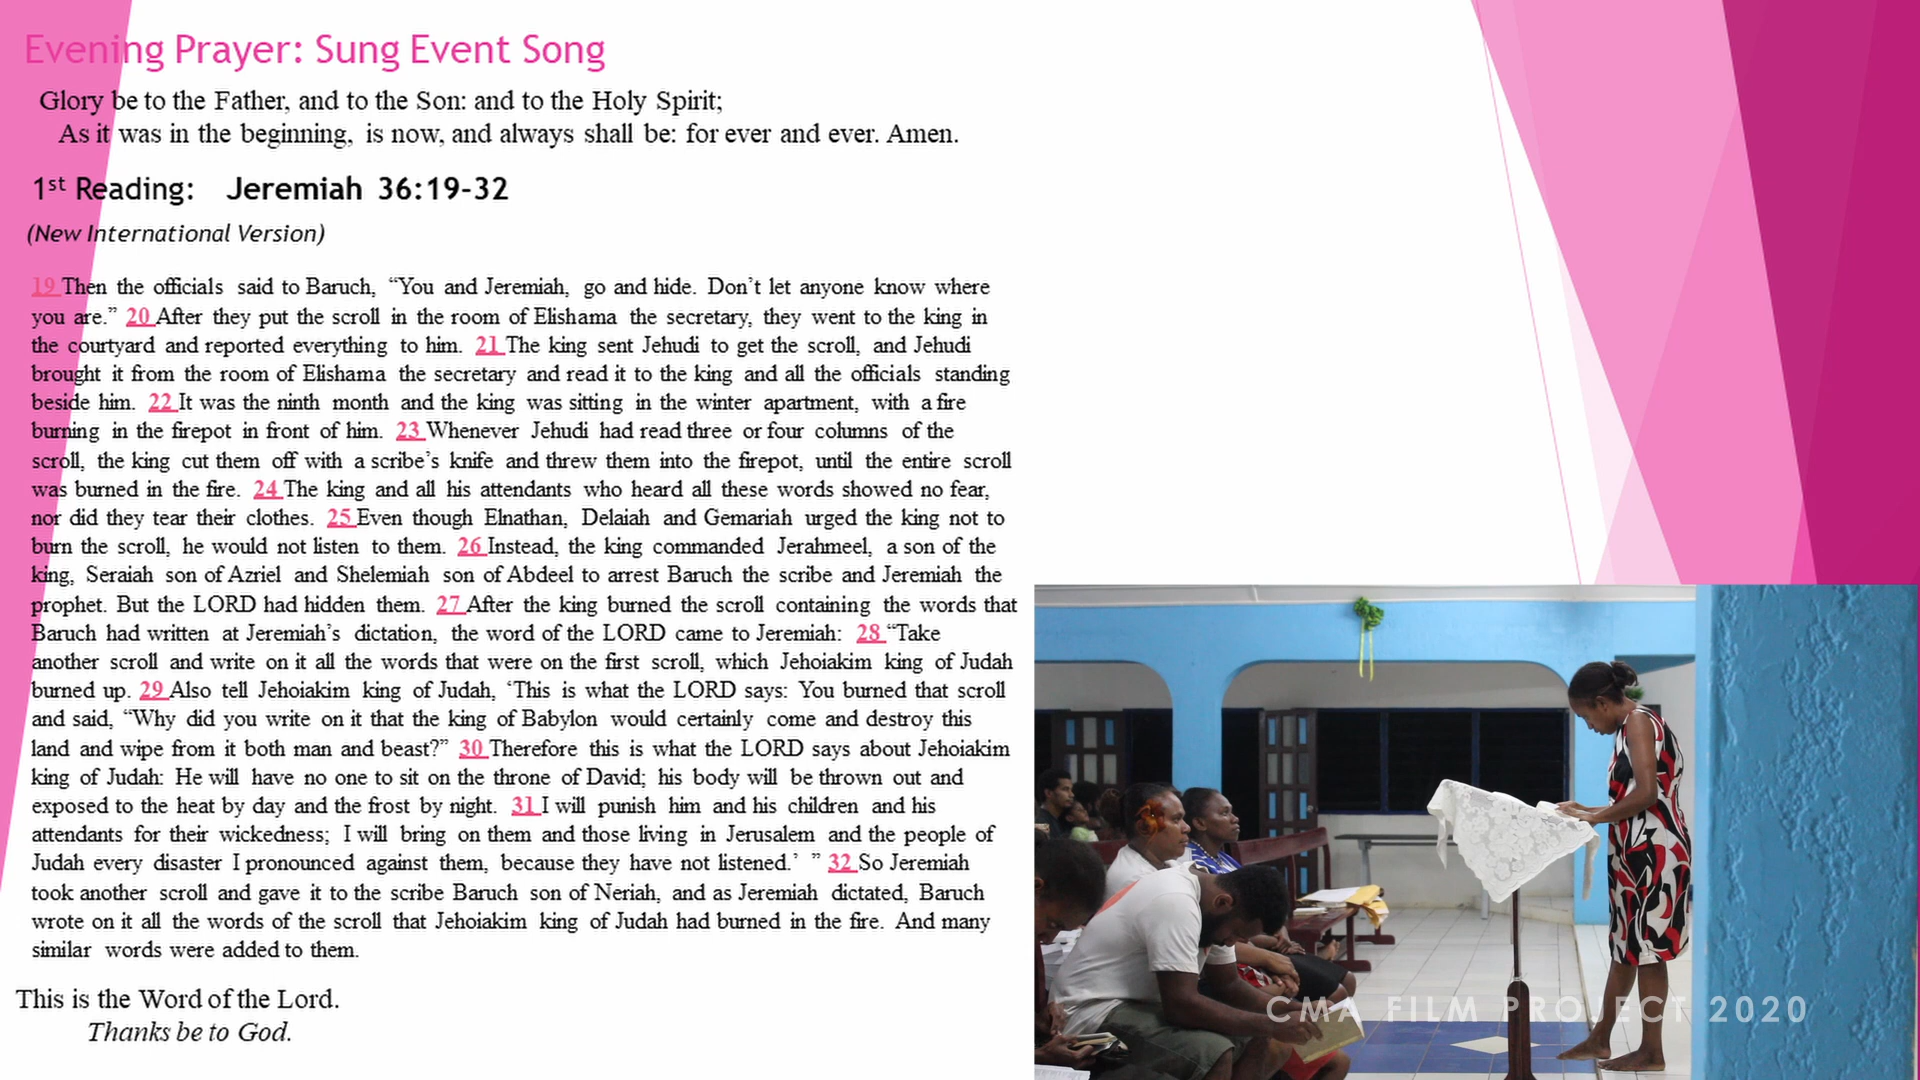 Evening Prayer: Sung Event Song
Glory be to the Father, and to the Son: and to the Holy Spirit;
As it was in the beginning, is now, and always shall be: for ever and ever. Amen.
1st Reading: Jeremiah 36:19-32
(New International Version)
19 Then the officials said to Baruch, “You and Jeremiah, go and hide. Don’t let anyone know where
you are.” 20 After they put the scroll in the room of Elishama the secretary, they went to the king in
the courtyard and reported everything to him. 21 The king sent Jehudi to get the scroll, and Jehudi
brought it from the room of Elishama the secretary and read it to the king and all the officials standing
beside him. 22 It was the ninth month and the king was sitting in the winter apartment, with a fire
burning in the firepot in front of him. 23 Whenever Jehudi had read three or four columns of the
scroll, the king cut them off with a scribe’s knife and threw them into the firepot, until the entire scroll
was burned in the fire. 24 The king and all his attendants who heard all these words showed no fear,
nor did they tear their clothes. 25 Even though Elnathan, Delaiah and Gemariah urged the king not to
burn the scroll, he would not listen to them. 26 Instead, the king commanded Jerahmeel, a son of the
king, Seraiah son of Azriel and Shelemiah son of Abdeel to arrest Baruch the scribe and Jeremiah the
prophet. But the LORD had hidden them. 27 After the king burned the scroll containing the words that
Baruch had written at Jeremiah’s dictation, the word of the LORD came to Jeremiah: 28 “Take
another scroll and write on it all the words that were on the first scroll, which Jehoiakim king of Judah
burned up. 29 Also tell Jehoiakim king of Judah, ‘This is what the LORD says: You burned that scroll
and said, “Why did you write on it that the king of Babylon would certainly come and destroy this
land and wipe from it both man and beast?” 30 Therefore this is what the LORD says about Jehoiakim
king of Judah: He will have no one to sit on the throne of David; his body will be thrown out and
exposed to the heat by day and the frost by night. 31 I will punish him and his children and his
attendants for their wickedness; I will bring on them and those living in Jerusalem and the people of
Judah every disaster I pronounced against them, because they have not listened.’ ” 32 So Jeremiah
took another scroll and gave it to the scribe Baruch son of Neriah, and as Jeremiah dictated, Baruch
wrote on it all the words of the scroll that Jehoiakim king of Judah had burned in the fire. And many
similar words were added to them.
This is the Word of the Lord.
Thanks be to God.
CMA FILM PROJECT 2020